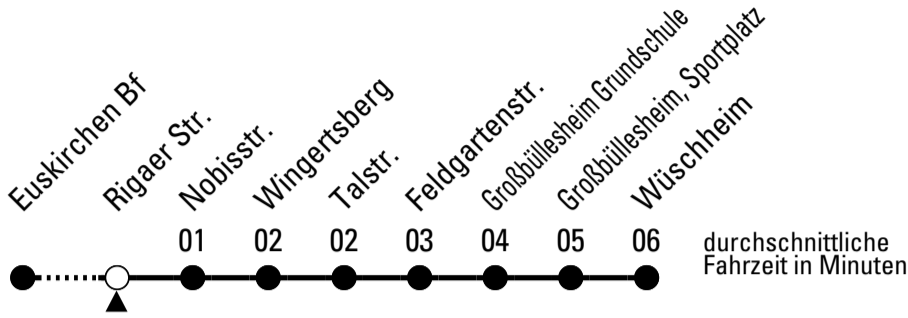 Euskirchen Bf
Rigaer Str.
Nobisstr.
Wingertsberg
Talstr.
Feldgartenstr.
Großbüllesheim Grundschule
Großbüllesheim, Sportplatz
Wüschheim
01 02 02 03 04 05 06
durchschnittliche
Fahrzeit in Minuten